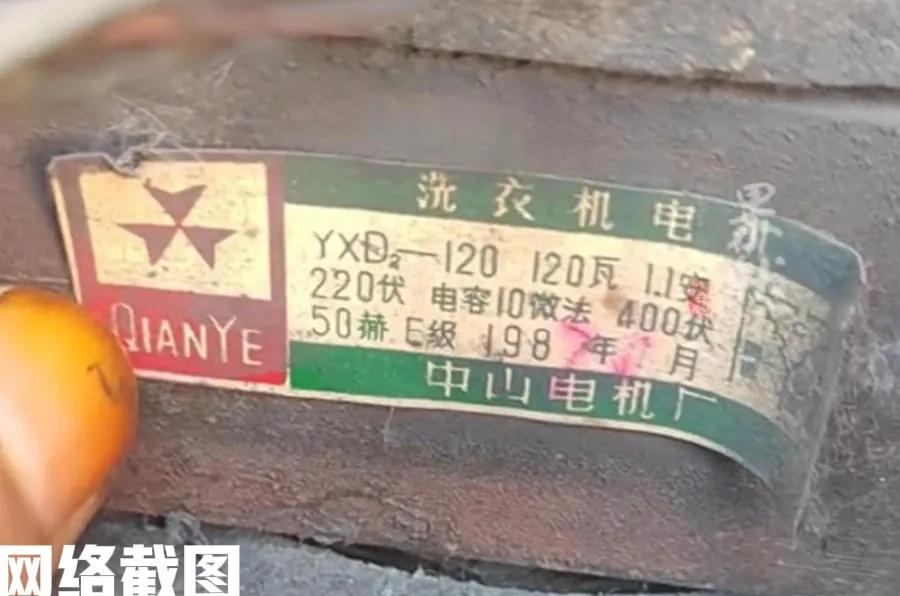 洗衣机电
YXD₂—120 120瓦 1.1安
220伏 电容10微法 400伏
50赫 E级 198 年 月
QIANYE
中山电机厂
网络截图